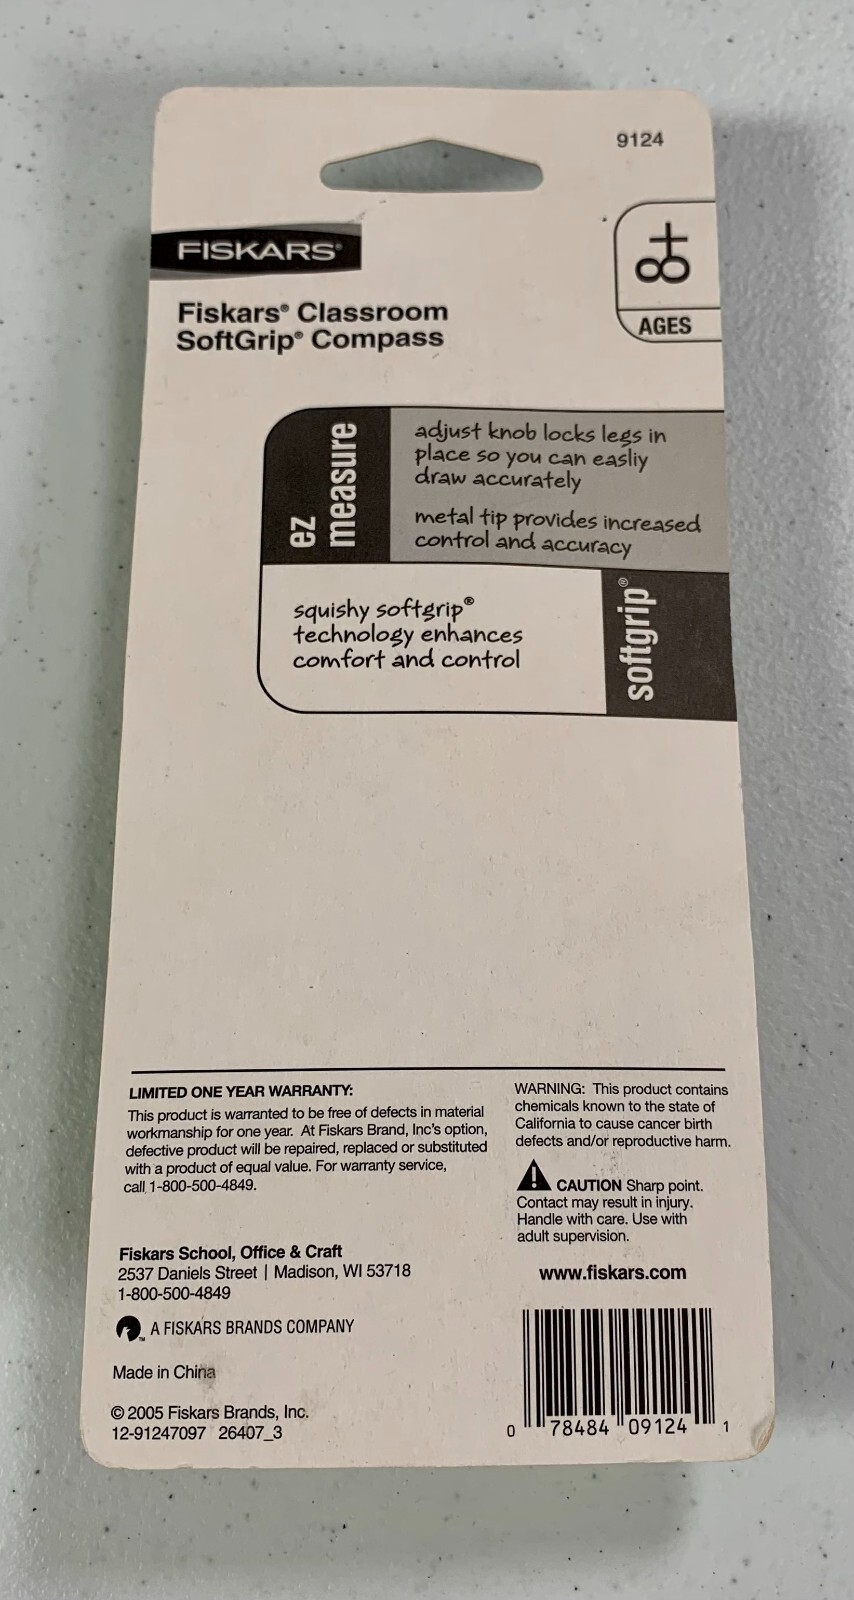 9124
FISKARS®
8+
AGES
Fiskars® Classroom
SoftGrip® Compass
ez
measure
adjust knob locks legs in
place so you can easliy
draw accurately
metal tip provides increased
control and accuracy
squishy softgrip®
technology enhances
comfort and control
softgrip®
LIMITED ONE YEAR WARRANTY:
This product is warranted to be free of defects in material
workmanship for one year. At Fiskars Brand, Inc's option,
defective product will be repaired, replaced or substituted
with a product of equal value. For warranty service,
call 1-800-500-4849.
WARNING: This product contains
chemicals known to the state of
California to cause cancer birth
defects and/or reproductive harm.
CAUTION Sharp point.
Contact may result in injury.
Handle with care. Use with
adult supervision.
www.fiskars.com
Fiskars School, Office & Craft
2537 Daniels Street | Madison, WI 53718
1-800-500-4849
™ A FISKARS BRANDS COMPANY
Made in China
© 2005 Fiskars Brands, Inc.
12-91247097 26407_3
0 78484 09124 1